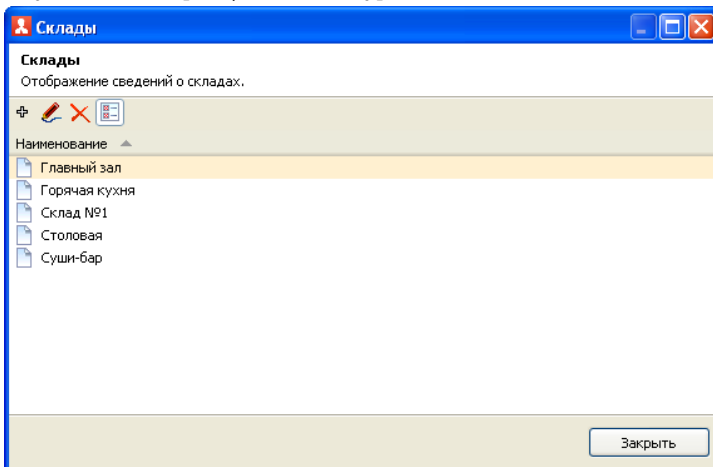 Склады
Склады
Отображение сведений о складах.
Наименование
Главный зал
Горячая кухня
Склад №1
Столовая
Суши-бар
Закрыть